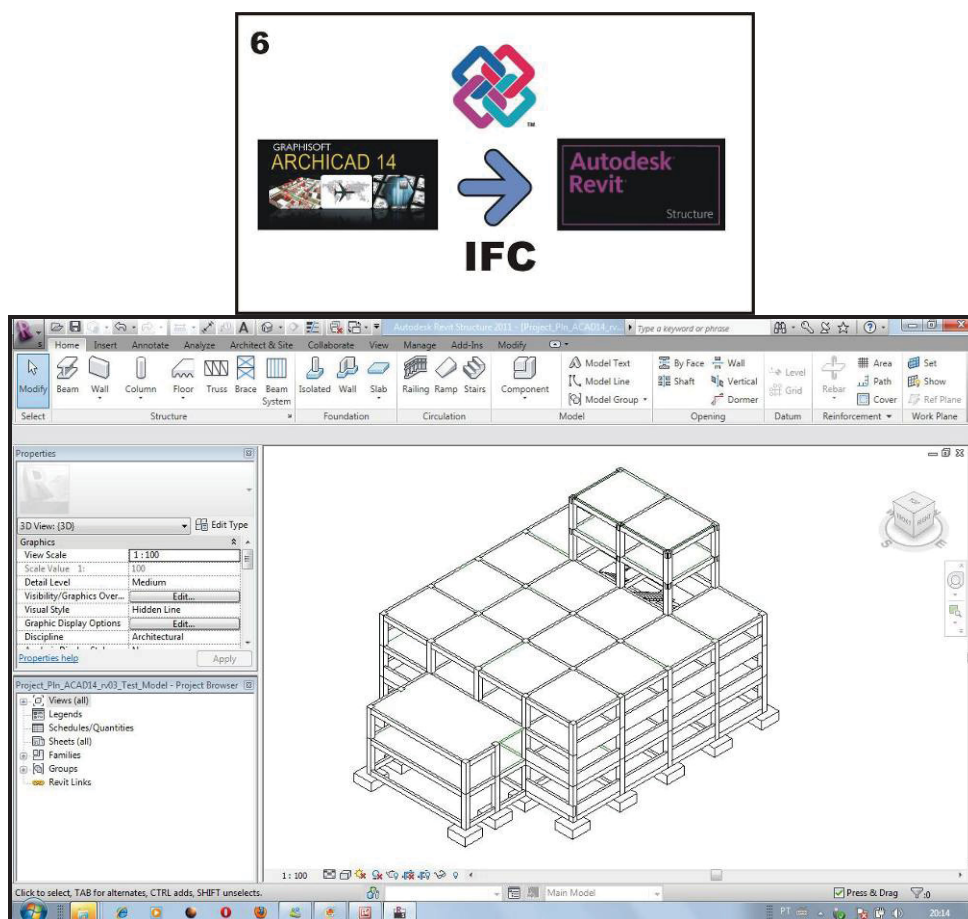 6
™
GRAPHISOFT
ARCHICAD 14
Autodesk
Revit
Structure
IFC
Autodesk Revit Structure 2011 - [Project_Pln_ACAD14_rv...
Type a keyword or phrase
Home Insert Annotate Analyze Architect & Site Collaborate View Manage Add-Ins Modify
Modify Beam Wall Column Floor Truss Brace Beam System Isolated Wall Slab Railing Ramp Stairs Component
Model Text
Model Line
Model Group
By Face Wall
Shaft Vertical
Dormer
Level
Grid
Rebar
Area
Path
Cover
Set
Show
Ref Plane
Select Structure Foundation Circulation Model Opening Datum Reinforcement Work Plane
Properties
3D View: {3D} Edit Type
Graphics
View Scale 1 : 100
Scale Value 1: 100
Detail Level Medium
Visibility/Graphics Over... Edit...
Visual Style Hidden Line
Graphic Display Options Edit...
Discipline Architectural
Properties help Apply
Project_Pln_ACAD14_rv03_Test_Model - Project Browser
Views (all)
Legends
Schedules/Quantities
Sheets (all)
Families
Groups
Revit Links
TOP
FRONT RIGHT
S E
1 : 100
Click to select, TAB for alternates, CTRL adds, SHIFT unselects.
Main Model
Press & Drag :0
PT 20:14